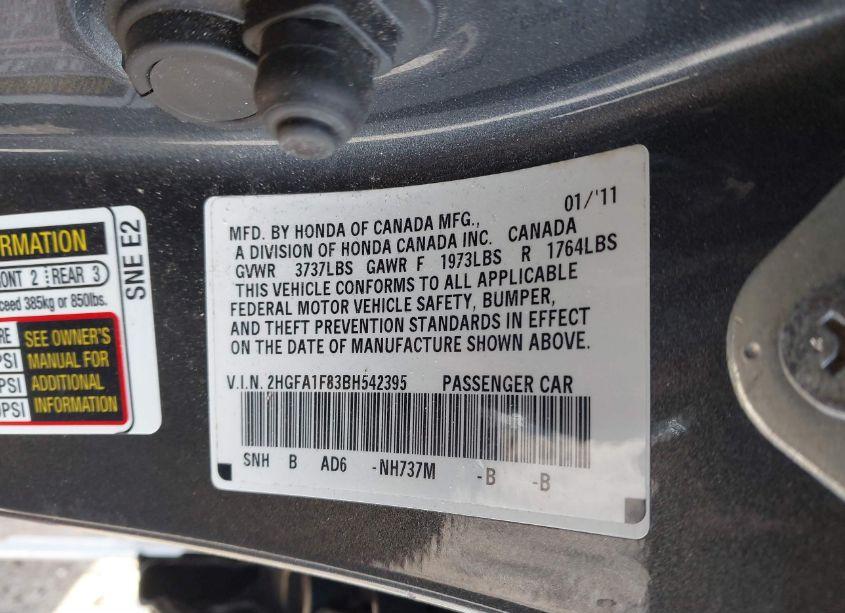 01/'11
MFD. BY HONDA OF CANADA MFG.,
A DIVISION OF HONDA CANADA INC. CANADA
GVWR 3737LBS GAWR F 1973LBS R 1764LBS
THIS VEHICLE CONFORMS TO ALL APPLICABLE
FEDERAL MOTOR VEHICLE SAFETY, BUMPER,
AND THEFT PREVENTION STANDARDS IN EFFECT
ON THE DATE OF MANUFACTURE SHOWN ABOVE.
V.I.N. 2HGFA1F83BH542395 PASSENGER CAR
SNH B AD6 -NH737M -B -B
2 REAR 3
385kg or 850lbs.
SEE OWNER'S
MANUAL FOR
ADDITIONAL
INFORMATION
SNE E2